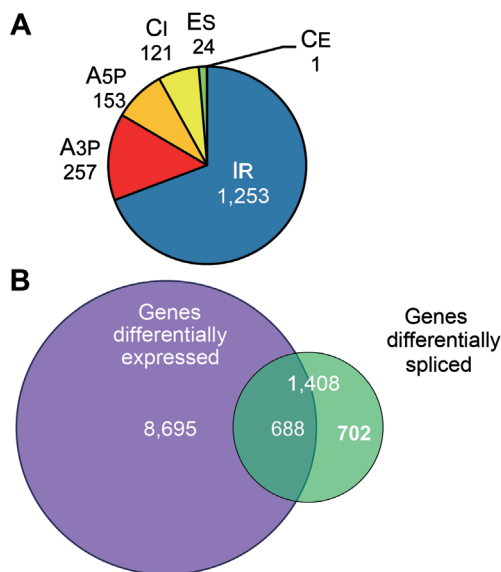 A
CI
121
ES
24
CE
1
A5P
153
A3P
257
IR
1,253
B
Genes
differentially
expressed
Genes
differentially
spliced
1,408
8,695
688
702